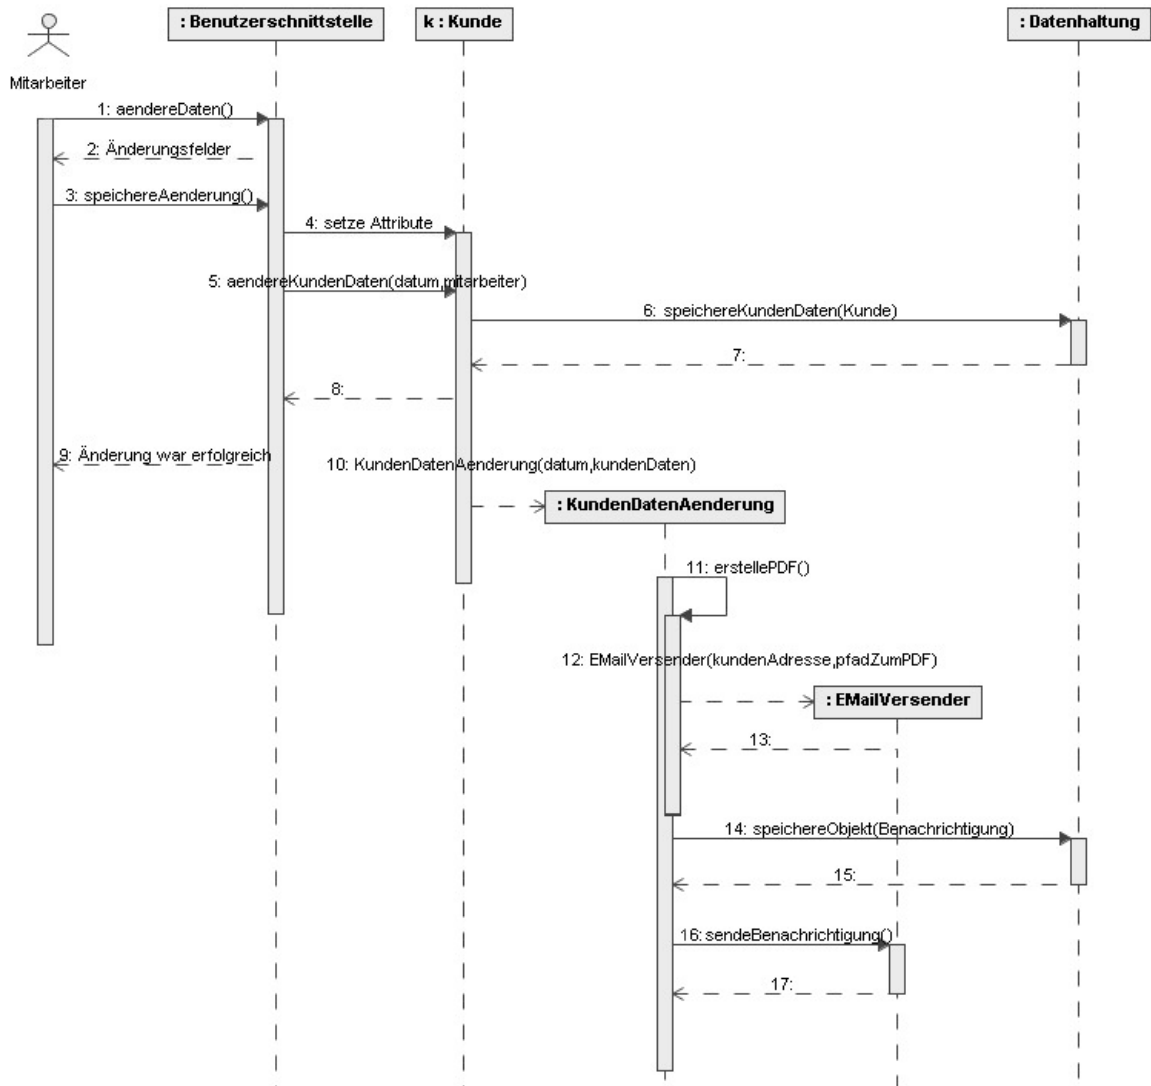 : Benutzerschnittstelle
k : Kunde
: Datenhaltung
Mitarbeiter
1: aendereDaten()
2: Änderungsfelder
3: speichereAenderung()
4: setze Attribute
5: aendereKundenDaten(datum,mitarbeiter)
6: speichereKundenDaten(Kunde)
7:
8:
9: Änderung war erfolgreich
10: KundenDatenAenderung(datum,kundenDaten)
: KundenDatenAenderung
11: erstellePDF()
12: EMailVersender(kundenAdresse,pfadZumPDF)
: EMailVersender
13:
14: speichereObjekt(Benachrichtigung)
15:
16: sendeBenachrichtigung()
17: